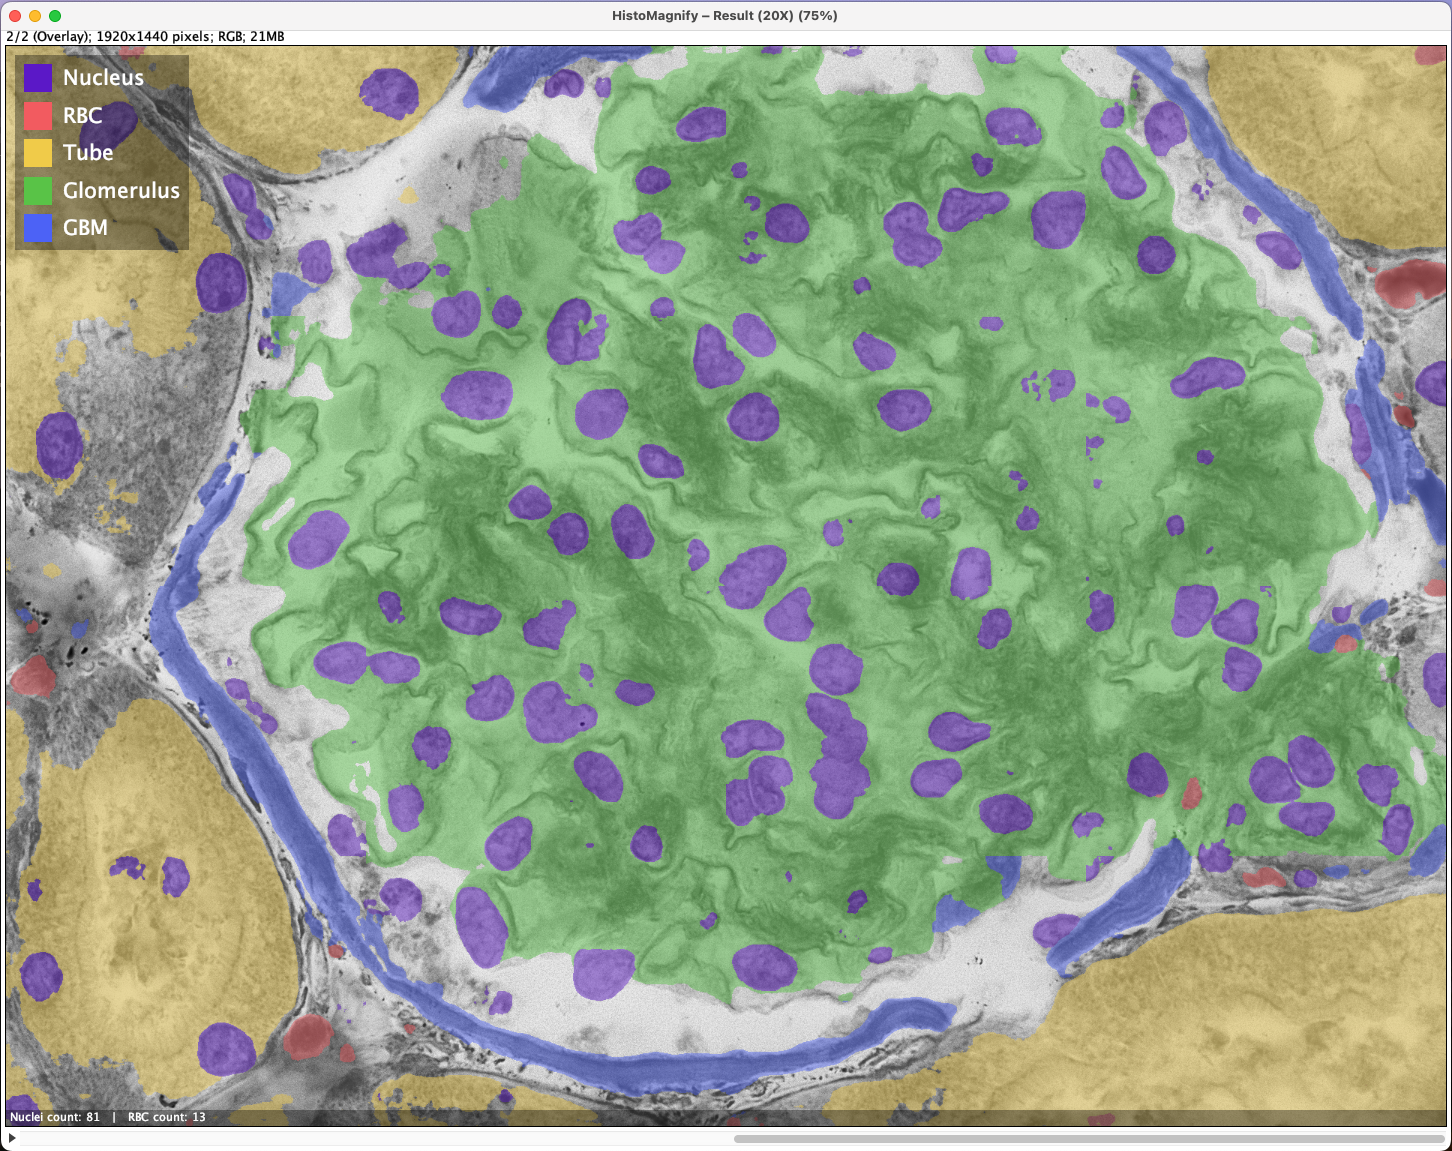 HistoMagnify – Result (20X) (75%)
2/2 (Overlay); 1920x1440 pixels; RGB; 21MB
Nucleus
RBC
Tube
Glomerulus
GBM
Nuclei count: 81 | RBC count: 13